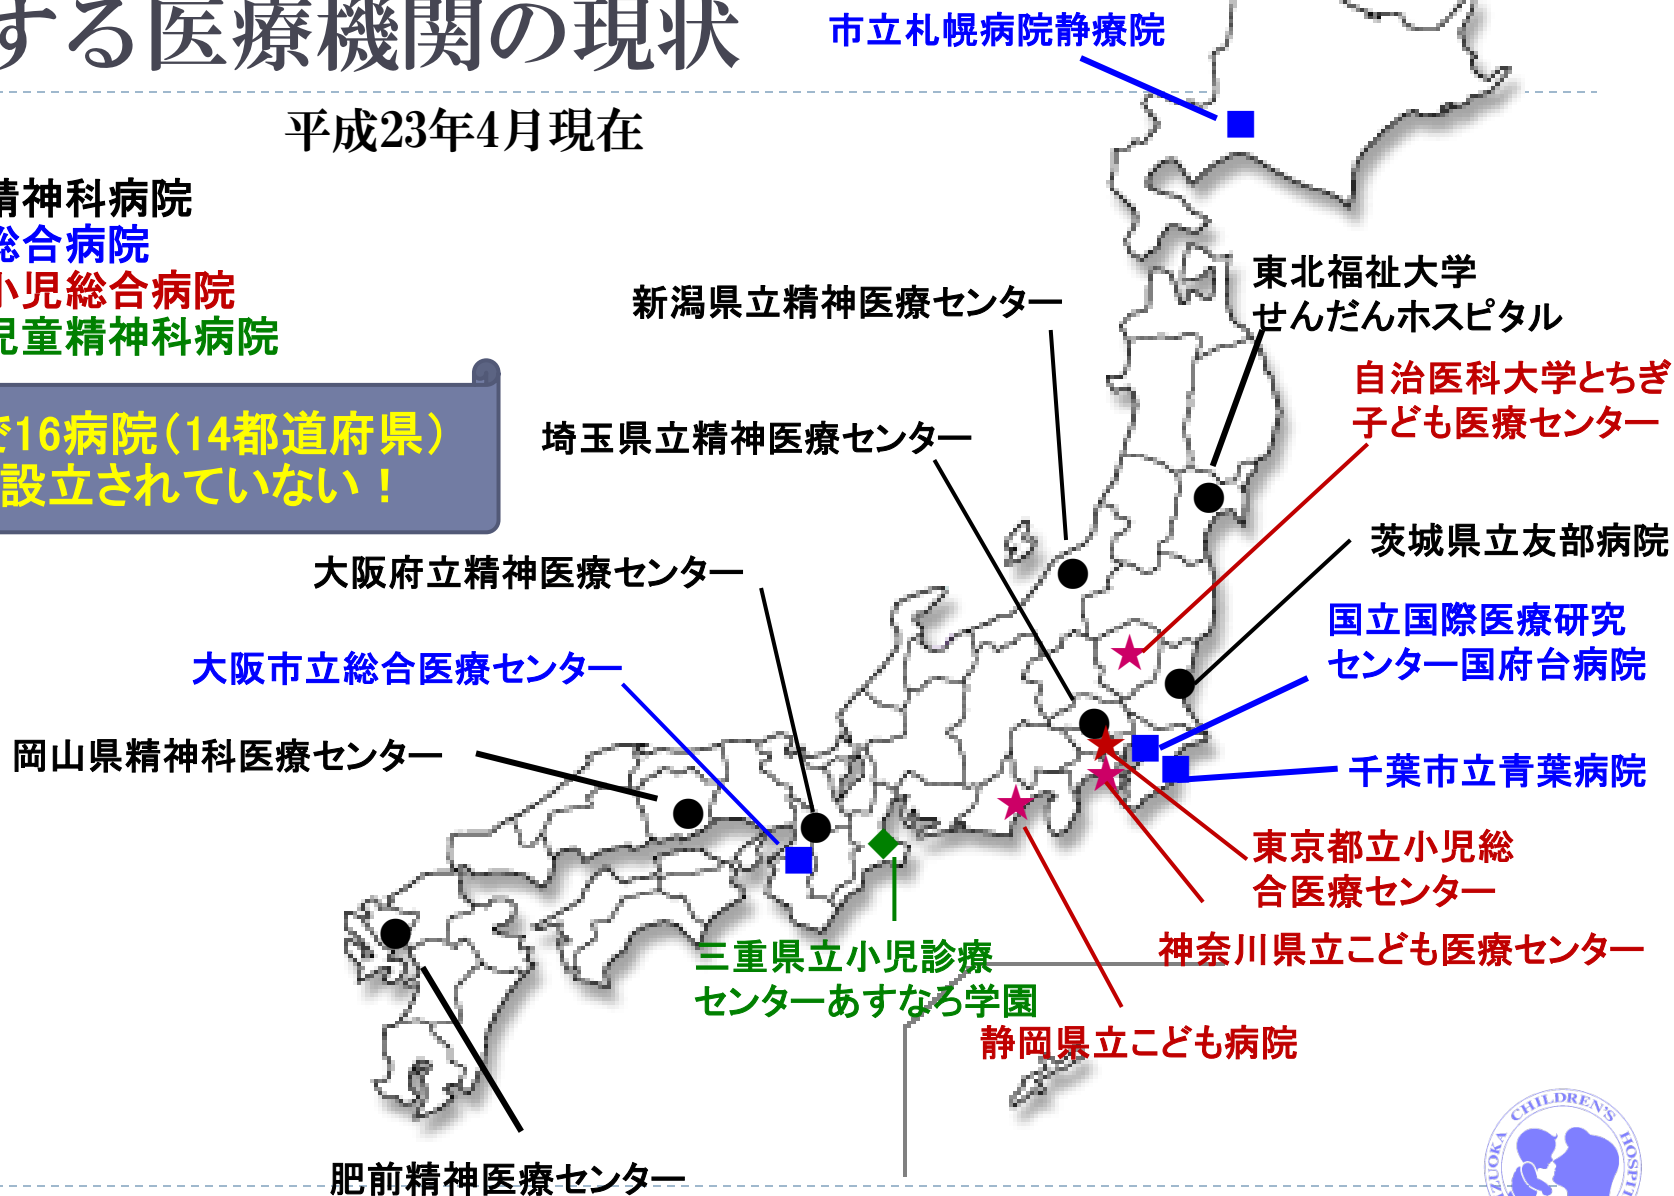 する医療機関の現状
市立札幌病院静療院
平成23年4月現在
精神科病院
総合病院
小児総合病院
児童精神科病院
で16病院(14都道府県)
設立されていない!
新潟県立精神医療センター
東北福祉大学
せんだんホスピタル
自治医科大学とちぎ
子ども医療センター
埼玉県立精神医療センター
茨城県立友部病院
大阪府立精神医療センター
国立国際医療研究
センター国府台病院
大阪市立総合医療センター
岡山県精神科医療センター
千葉市立青葉病院
東京都立小児総
合医療センター
神奈川県立こども医療センター
三重県立小児診療
センターあすなろ学園
静岡県立こども病院
肥前精神医療センター
CHILDREN'S